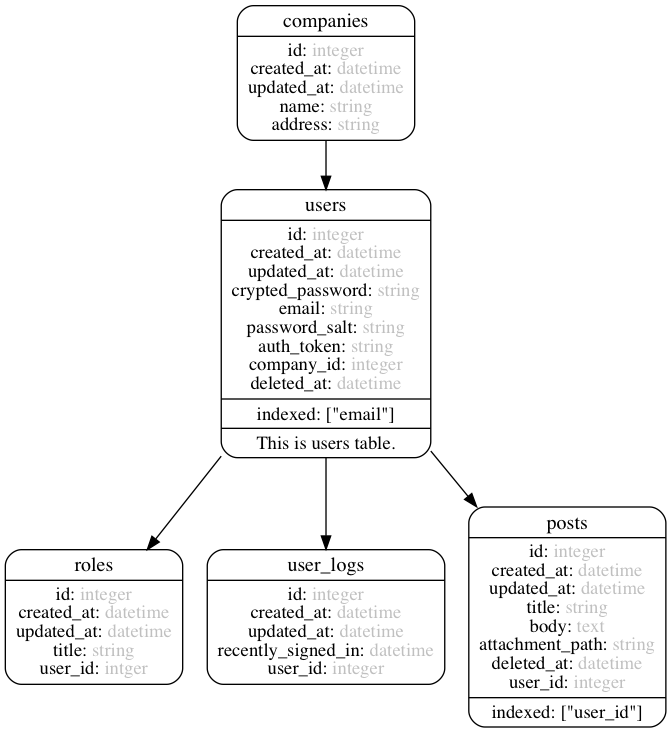 companies
id: integer
created_at: datetime
updated_at: datetime
name: string
address: string
users
id: integer
created_at: datetime
updated_at: datetime
crypted_password: string
email: string
password_salt: string
auth_token: string
company_id: integer
deleted_at: datetime
indexed: ["email"]
This is users table.
roles
id: integer
created_at: datetime
updated_at: datetime
title: string
user_id: intger
user_logs
id: integer
created_at: datetime
updated_at: datetime
recently_signed_in: datetime
user_id: integer
posts
id: integer
created_at: datetime
updated_at: datetime
title: string
body: text
attachment_path: string
deleted_at: datetime
user_id: integer
indexed: ["user_id"]